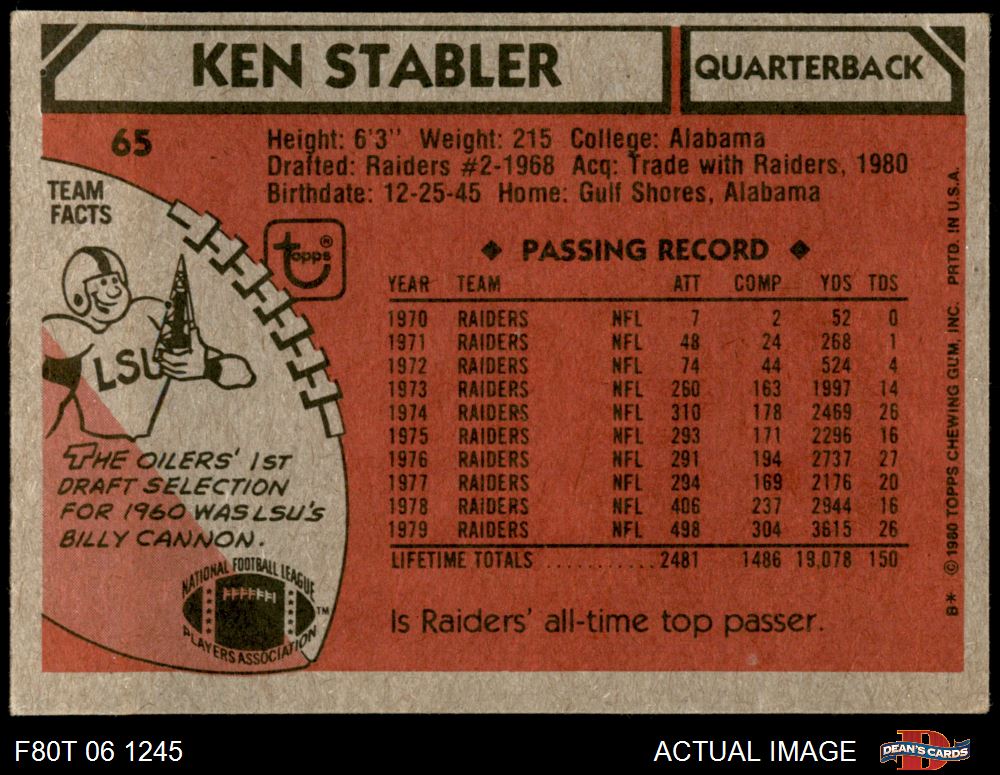 KEN STABLER QUARTERBACK
65
Height: 6'3" Weight: 215 College: Alabama
Drafted: Raiders #2-1968 Acq: Trade with Raiders, 1980
Birthdate: 12-25-45 Home: Gulf Shores, Alabama
TEAM
FACTS
LSU
THE OILERS' 1ST
DRAFT SELECTION
FOR 1960 WAS LSU'S
BILLY CANNON.
NATIONAL FOOTBALL LEAGUE
PLAYERS ASSOCIATION
TM
topps®
◆ PASSING RECORD ◆
YEAR TEAM ATT COMP YDS TDS
1970 RAIDERS NFL 7 2 52 0
1971 RAIDERS NFL 48 24 268 1
1972 RAIDERS NFL 74 44 524 4
1973 RAIDERS NFL 260 163 1997 14
1974 RAIDERS NFL 310 178 2469 26
1975 RAIDERS NFL 293 171 2296 16
1976 RAIDERS NFL 291 194 2737 27
1977 RAIDERS NFL 294 169 2176 20
1978 RAIDERS NFL 406 237 2944 16
1979 RAIDERS NFL 498 304 3615 26
LIFETIME TOTALS ............ 2481 1486 19,078 150
Is Raiders' all-time top passer.
B* ©1980 TOPPS CHEWING GUM, INC. PRTD. IN U.S.A.
F80T 06 1245 ACTUAL IMAGE DEAN'S CARDS